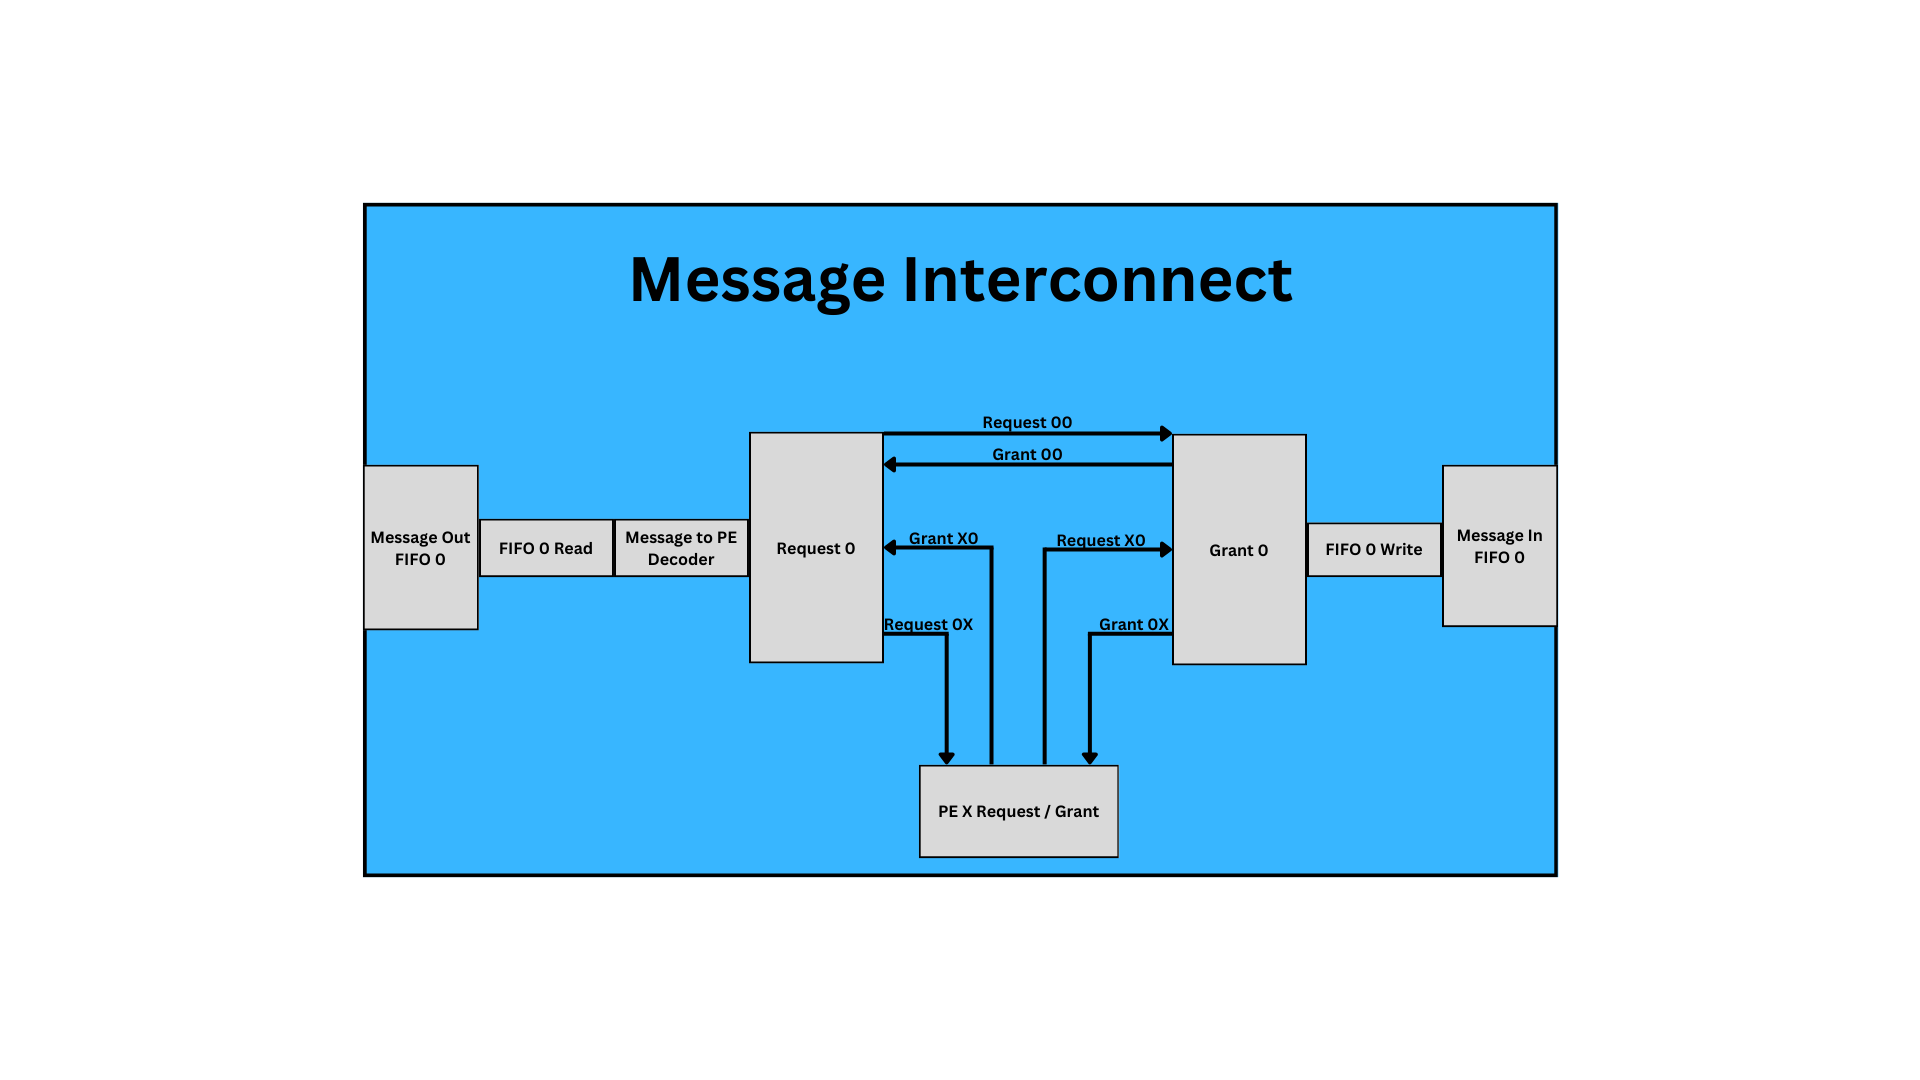 Message Interconnect
Request 00
Grant 00
Message Out
FIFO 0
FIFO 0 Read
Message to PE
Decoder
Request 0
Grant X0
Request X0
Grant 0
FIFO 0 Write
Message In
FIFO 0
Request 0X
Grant 0X
PE X Request / Grant